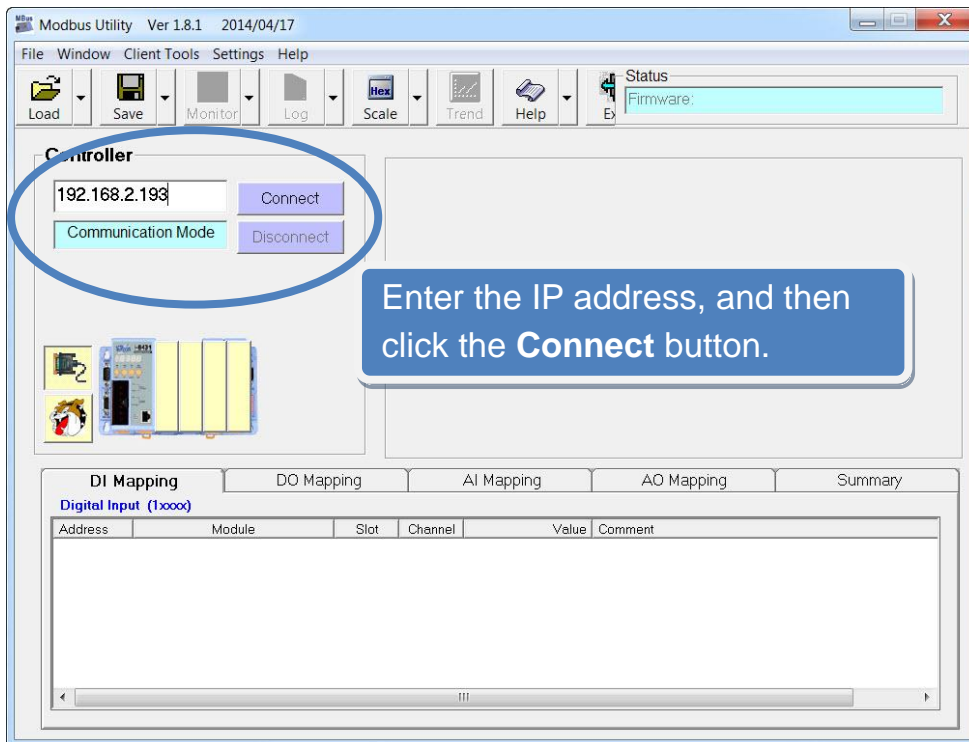 Modbus Utility Ver 1.8.1 2014/04/17
File Window Client Tools Settings Help
Load Save Monitor Log Scale Trend Help Ex
Hex
Status
Firmware:
Controller
192.168.2.193
Connect
Communication Mode
Disconnect
Enter the IP address, and then
click the Connect button.
DI Mapping DO Mapping AI Mapping AO Mapping Summary
Digital Input (1xxxx)
Address Module Slot Channel Value Comment